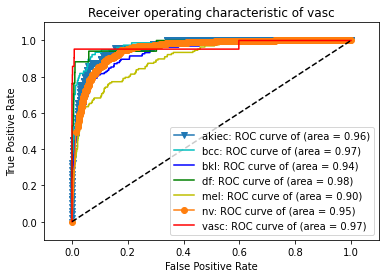 Receiver operating characteristic of vasc
True Positive Rate
1.0
0.8
0.6
0.4
0.2
0.0
akiec: ROC curve of (area = 0.96)
bcc: ROC curve of (area = 0.97)
bkl: ROC curve of (area = 0.94)
df: ROC curve of (area = 0.98)
mel: ROC curve of (area = 0.90)
nv: ROC curve of (area = 0.95)
vasc: ROC curve of (area = 0.97)
0.0 0.2 0.4 0.6 0.8 1.0
False Positive Rate